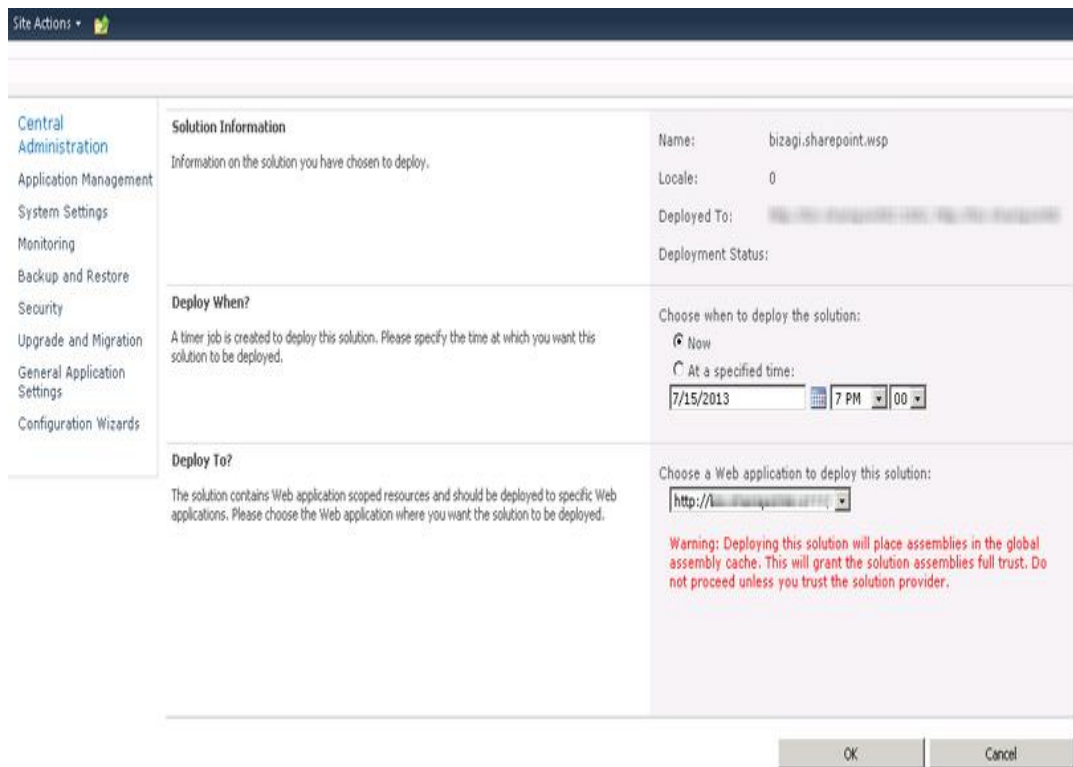 Site Actions
Central
Administration
Application Management
System Settings
Monitoring
Backup and Restore
Security
Upgrade and Migration
General Application
Settings
Configuration Wizards
Solution Information
Information on the solution you have chosen to deploy.
Name: bizagi.sharepoint.wsp
Locale: 0
Deployed To:
Deployment Status:
Deploy When?
A timer job is created to deploy this solution. Please specify the time at which you want this
solution to be deployed.
Choose when to deploy the solution:
Now
At a specified time:
7/15/2013 7 PM 00
Deploy To?
The solution contains Web application scoped resources and should be deployed to specific Web
applications. Please choose the Web application where you want the solution to be deployed.
Choose a Web application to deploy this solution:
http://
Warning: Deploying this solution will place assemblies in the global
assembly cache. This will grant the solution assemblies full trust. Do
not proceed unless you trust the solution provider.
OK Cancel